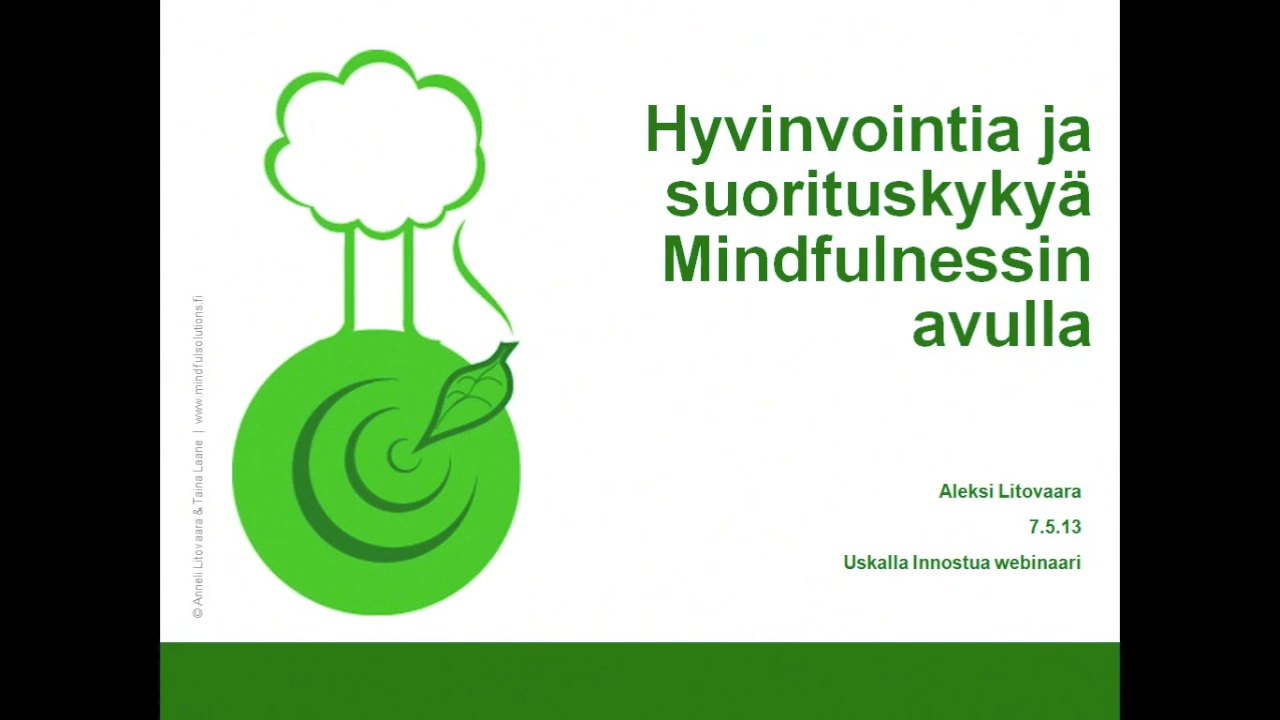 Hyvinvointia ja
suorituskykyä
Mindfulnessin
avulla
Aleksi Litovaara
7.5.13
Uskalla Innostua webinaari
© Anneli Litovaara & Taina Laane | www.mindfulsolutions.fi